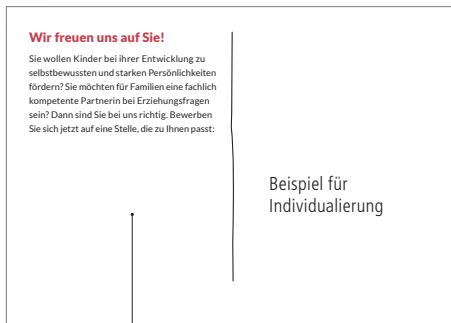 Wir freuen uns auf Sie!
Sie wollen Kinder bei ihrer Entwicklung zu
selbstbewussten und starken Persönlichkeiten
fördern? Sie möchten für Familien eine fachlich
kompetente Partnerin bei Erziehungsfragen
sein? Dann sind Sie bei uns richtig. Bewerben
Sie sich jetzt auf eine Stelle, die zu Ihnen passt:
Beispiel für
Individualierung